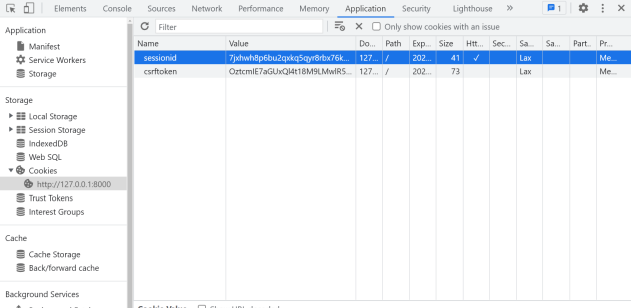 Elements Console Sources Network Performance Memory Application Security Lighthouse » 1
Application
Manifest
Service Workers
Storage
Storage
Local Storage
Session Storage
IndexedDB
Web SQL
Cookies
http://127.0.0.1:8000
Trust Tokens
Interest Groups
Cache
Cache Storage
Back/forward cache
Background Services
Filter Only show cookies with an issue
Name Value Do... Path Exp... Size Htt... Sec... Sa... Sa... Part.. Pr...
sessionid 7jxhwh8p6bu2qxkq5qyr8rbx76k... 127... / 202... 41 ✓ Lax Me...
csrftoken OztcmIE7aGUxQl4t18M9LMwlR5... 127... / 202... 73 Lax Me...